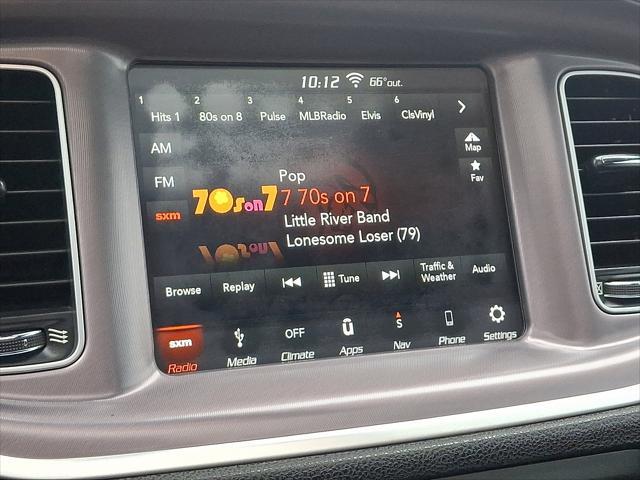 10:12 66°out.
1 2 3 4 5 6
Hits 1 80s on 8 Pulse MLBRadio Elvis ClsVinyl
AM
Map
FM
Fav
Pop
sxm
70s on 7
7 70s on 7
Little River Band
Lonesome Loser (79)
Browse Replay Tune Traffic & Weather Audio
sxm OFF S
Radio Media Climate Apps Nav Phone Settings